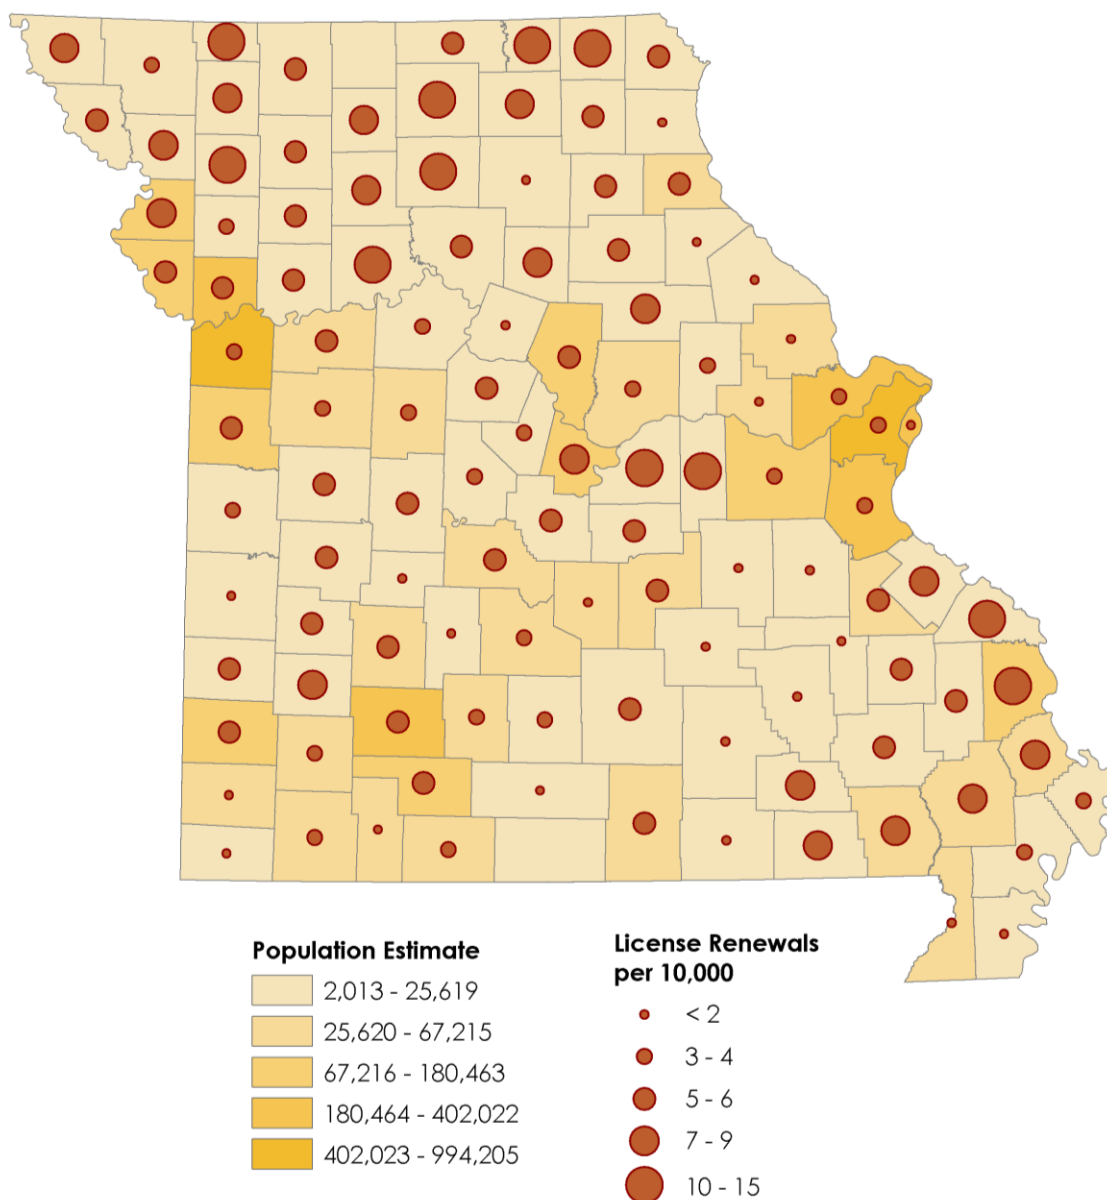 Population Estimate
2,013 - 25,619
25,620 - 67,215
67,216 - 180,463
180,464 - 402,022
402,023 - 994,205
License Renewals
per 10,000
< 2
3 - 4
5 - 6
7 - 9
10 - 15